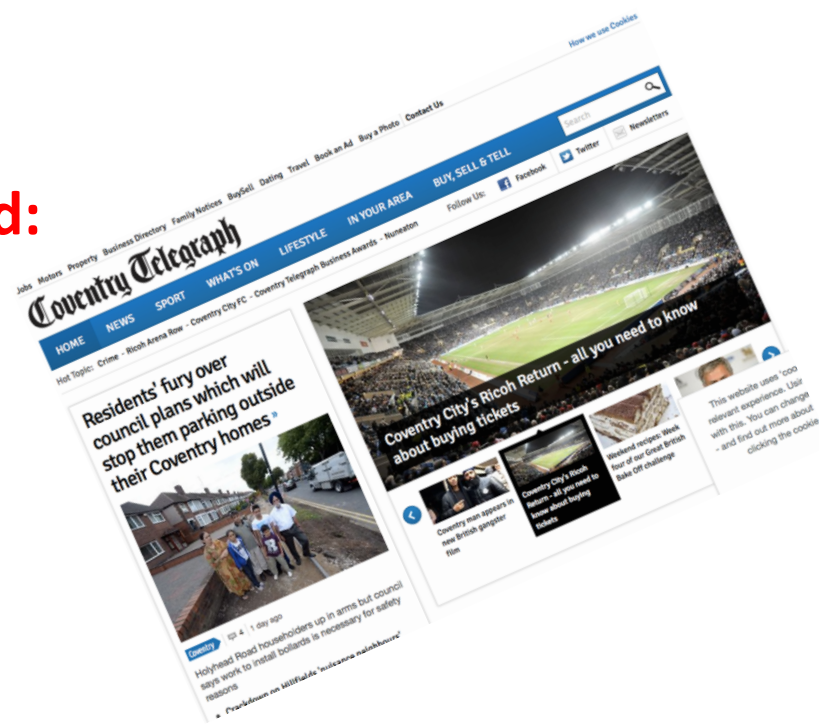 d:
How we use Cookies
Jobs Motors Property Business Directory Family Notices BuySell Dating Travel Book an Ad Buy a Photo Contact Us
Coventry Telegraph
Search
HOME NEWS SPORT WHAT'S ON LIFESTYLE IN YOUR AREA BUY, SELL & TELL
Follow Us: Facebook Twitter Newsletters
Hot Topic: Crime - Ricoh Arena Row - Coventry City FC - Coventry Telegraph Business Awards - Nuneaton
Residents' fury over
council plans which will
stop them parking outside
their Coventry homes »
Coventry 4 1 day ago
Holyhead Road householders up in arms but council
says work to install bollards is necessary for safety
reasons
Crackdown on Hillfields 'nuisance neighbours'
Coventry City's Ricoh Return - all you need to know
about buying tickets
Coventry man appears in
new British gangster
film
Coventry City's Ricoh
Return - all you need to
know about buying
tickets
Weekend recipes: Week
four of our Great British
Bake Off challenge
This website uses 'coo
relevant experience. Usin
with this. You can change
- and find out more about
clicking the cookie